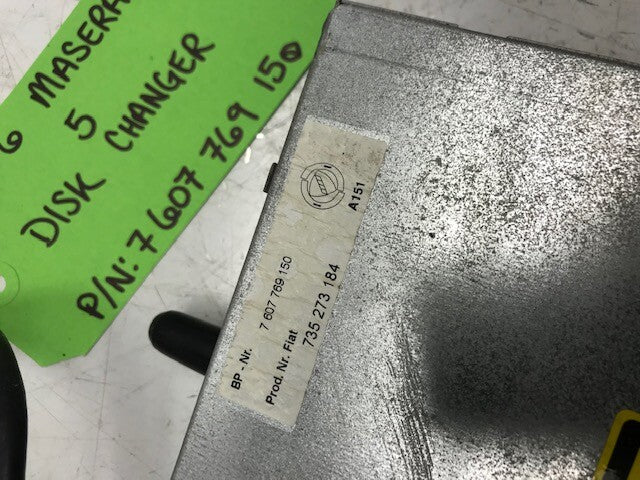 6 MASERA
5
DISK CHANGER
P/N: 7 607 769 150
A151
BP - Nr. 7 607 769 150
Prod. Nr. Fiat 735 273 184